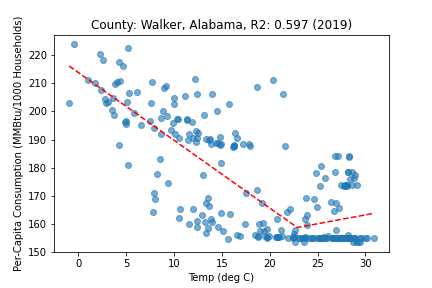 County: Walker, Alabama, R2: 0.597 (2019)
Per-Capita Consumption (MMBtu/1000 Households)
220
210
200
190
180
170
160
150
0 5 10 15 20 25 30
Temp (deg C)